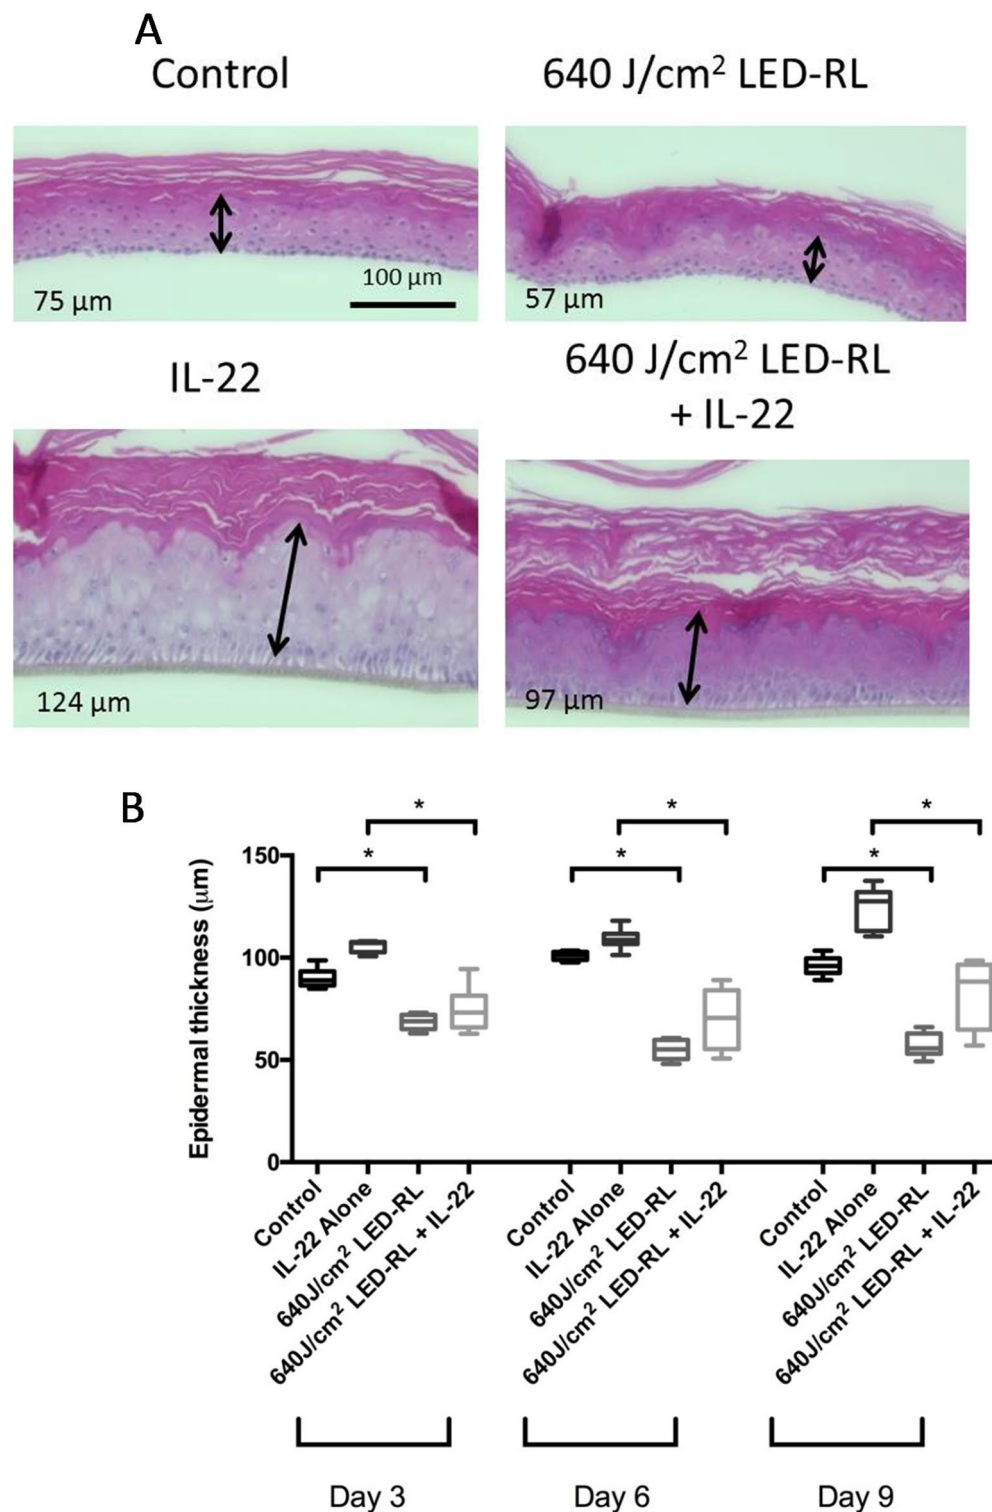 A
Control
640 J/cm² LED-RL
100 µm
75 µm
57 µm
IL-22
640 J/cm² LED-RL
+ IL-22
124 µm
97 µm
B
* * *
* * *
Epidermal thickness (µm)
150
100
50
0
Control
IL-22 Alone
640J/cm² LED-RL
640J/cm² LED-RL + IL-22
Control
IL-22 Alone
640J/cm² LED-RL
640J/cm² LED-RL + IL-22
Control
IL-22 Alone
640J/cm² LED-RL
640J/cm² LED-RL + IL-22
Day 3 Day 6 Day 9